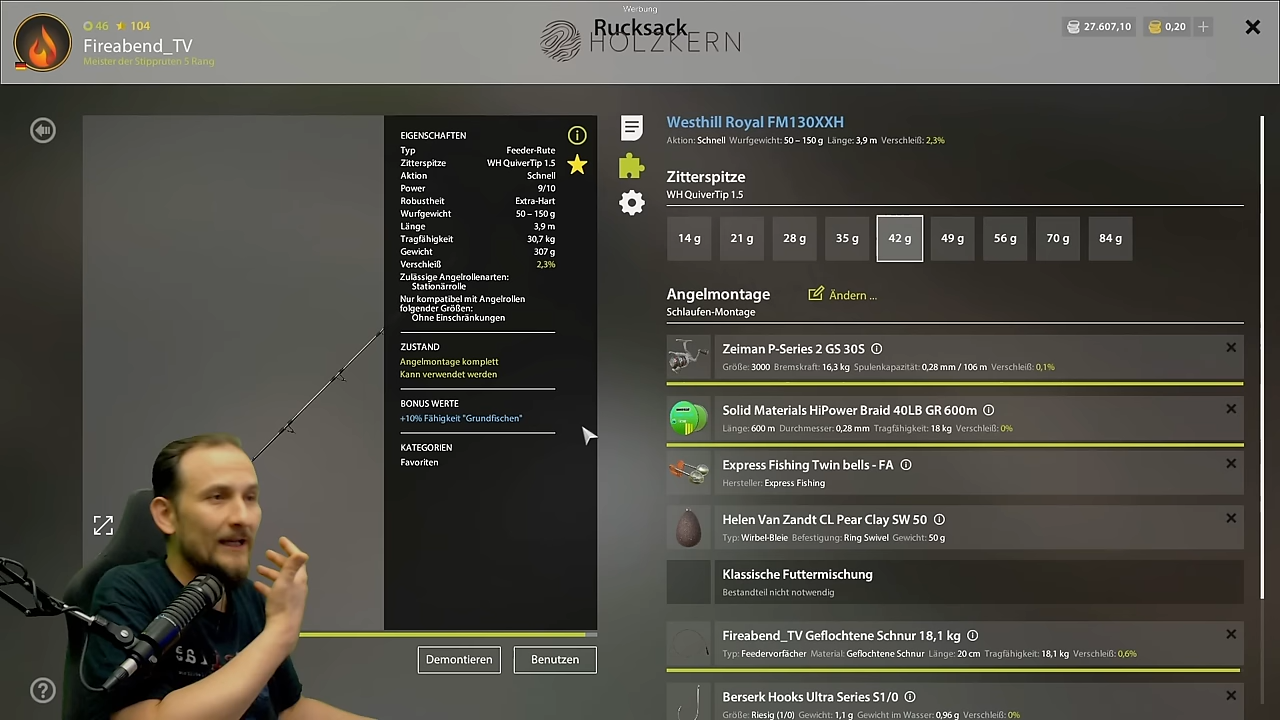 Werbung
Rucksack
HOLZKERN
46 104
Fireabend_TV
Meister der Stippruten 5 Rang
27.607,10
0,20
EIGENSCHAFTEN
Typ Feeder-Rute
Zitterspitze WH QuiverTip 1.5
Aktion Schnell
Power 9/10
Robustheit Extra-Hart
Wurfgewicht 50 – 150 g
Länge 3,9 m
Tragfähigkeit 30,7 kg
Gewicht 307 g
Verschleiß 2,3%
Zulässige Angelrollenarten:
Stationärrolle
Nur kompatibel mit Angelrollen
folgender Größen:
Ohne Einschränkungen
ZUSTAND
Angelmontage komplett
Kann verwendet werden
BONUS WERTE
+10% Fähigkeit "Grundfischen"
KATEGORIEN
Favoriten
Demontieren
Benutzen
Westhill Royal FM130XXH
Aktion: Schnell Wurfgewicht: 50 – 150 g Länge: 3,9 m Verschleiß: 2,3%
Zitterspitze
WH QuiverTip 1.5
14 g 21 g 28 g 35 g 42 g 49 g 56 g 70 g 84 g
Angelmontage Ändern ...
Schlaufen-Montage
Zeiman P-Series 2 GS 30S
Größe: 3000 Bremskraft: 16,3 kg Spulenkapazität: 0,28 mm / 106 m Verschleiß: 0,1%
Solid Materials HiPower Braid 40LB GR 600m
Länge: 600 m Durchmesser: 0,28 mm Tragfähigkeit: 18 kg Verschleiß: 0%
Express Fishing Twin bells - FA
Hersteller: Express Fishing
Helen Van Zandt CL Pear Clay SW 50
Typ: Wirbel-Bleie Befestigung: Ring Swivel Gewicht: 50 g
Klassische Futtermischung
Bestandteil nicht notwendig
Fireabend_TV Geflochtene Schnur 18,1 kg
Typ: Feedervorfächer Material: Geflochtene Schnur Länge: 20 cm Tragfähigkeit: 18,1 kg Verschleiß: 0,6%
Berserk Hooks Ultra Series S1/0
Größe: Riesig (1/0) Gewicht: 1,1 g Gewicht im Wasser: 0,96 g Verschleiß: 0%